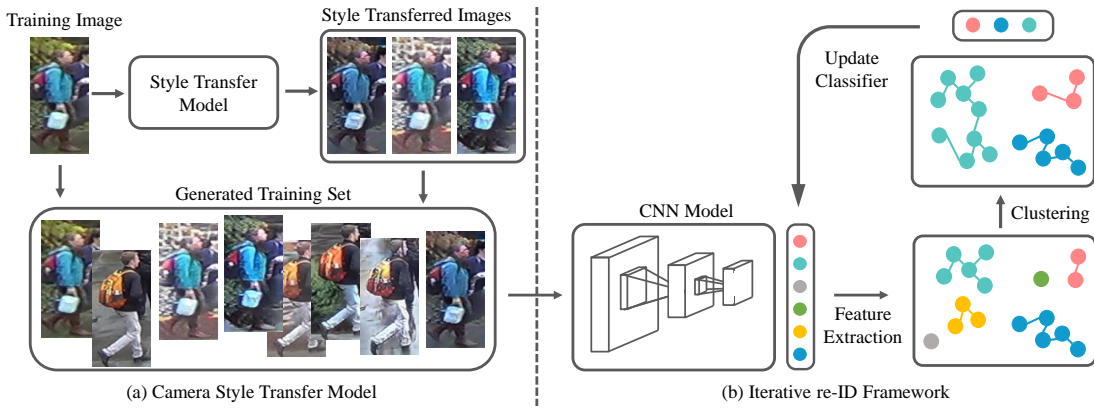 Training Image
Style Transfer
Model
Style Transferred Images
Generated Training Set
(a) Camera Style Transfer Model
Update
Classifier
CNN Model
Clustering
Feature
Extraction
(b) Iterative re-ID Framework